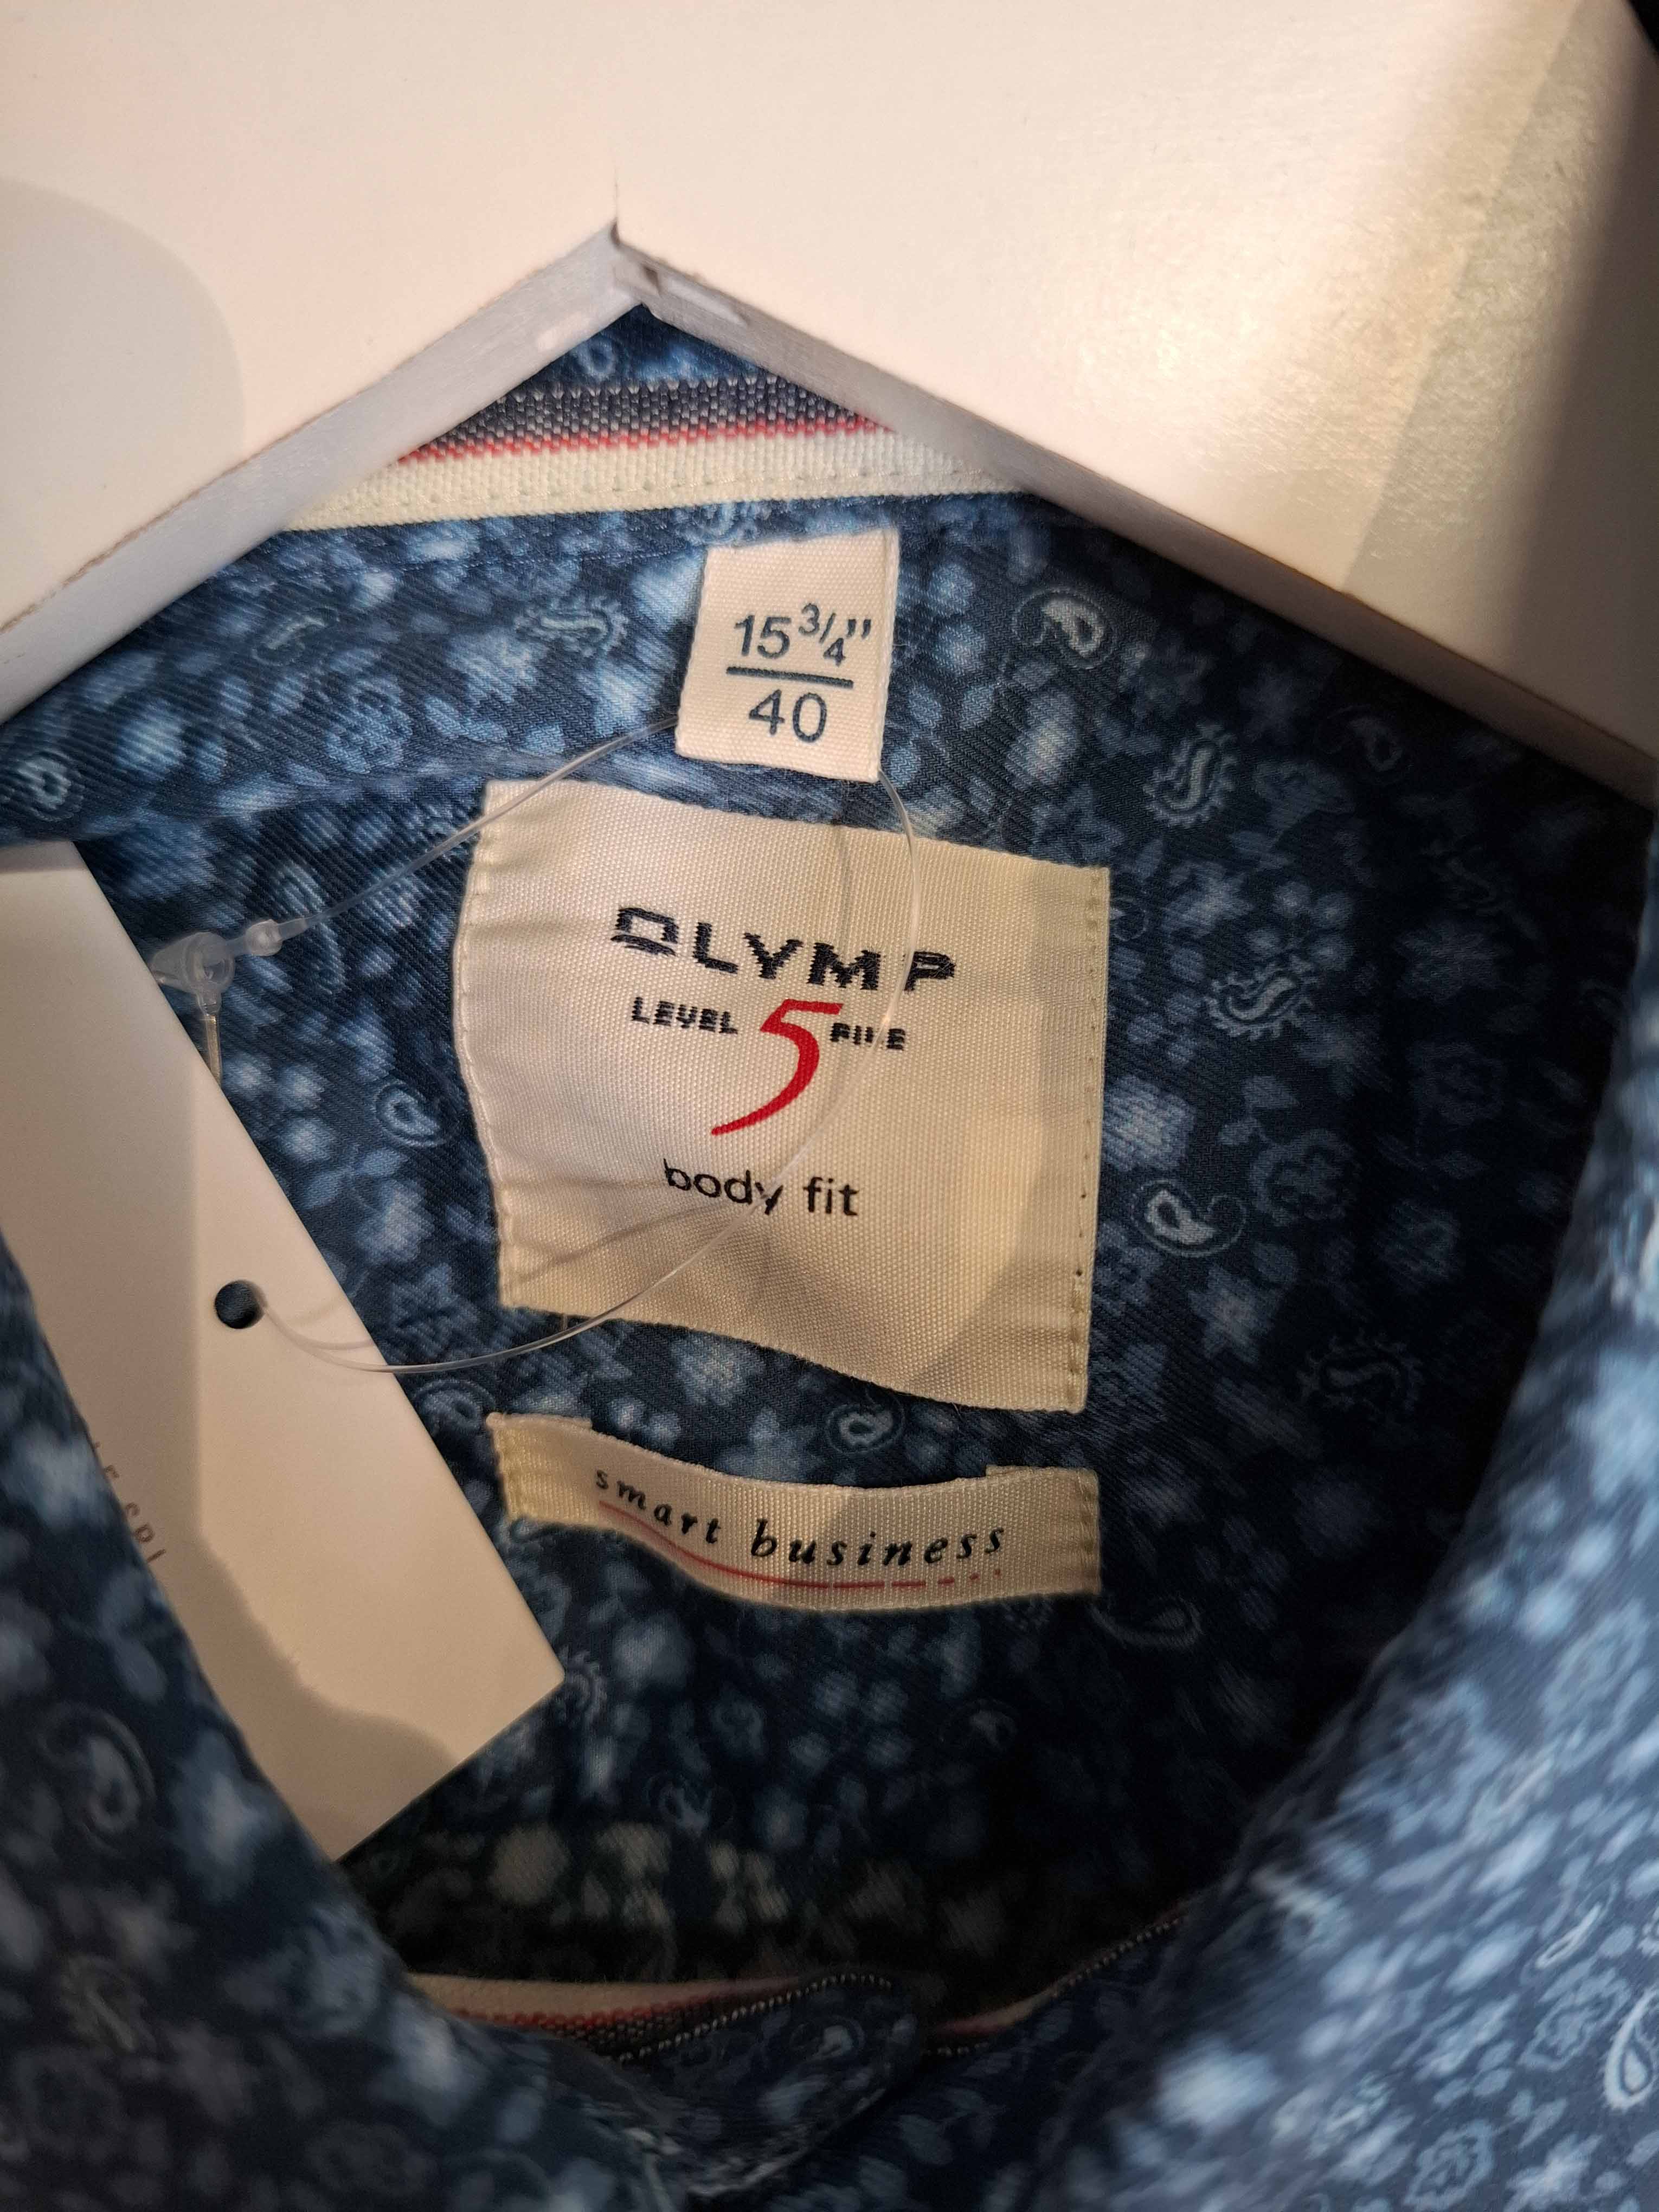 15 3/4"
40
OLYMP
LEVEL 5 FIVE
body fit
smart business